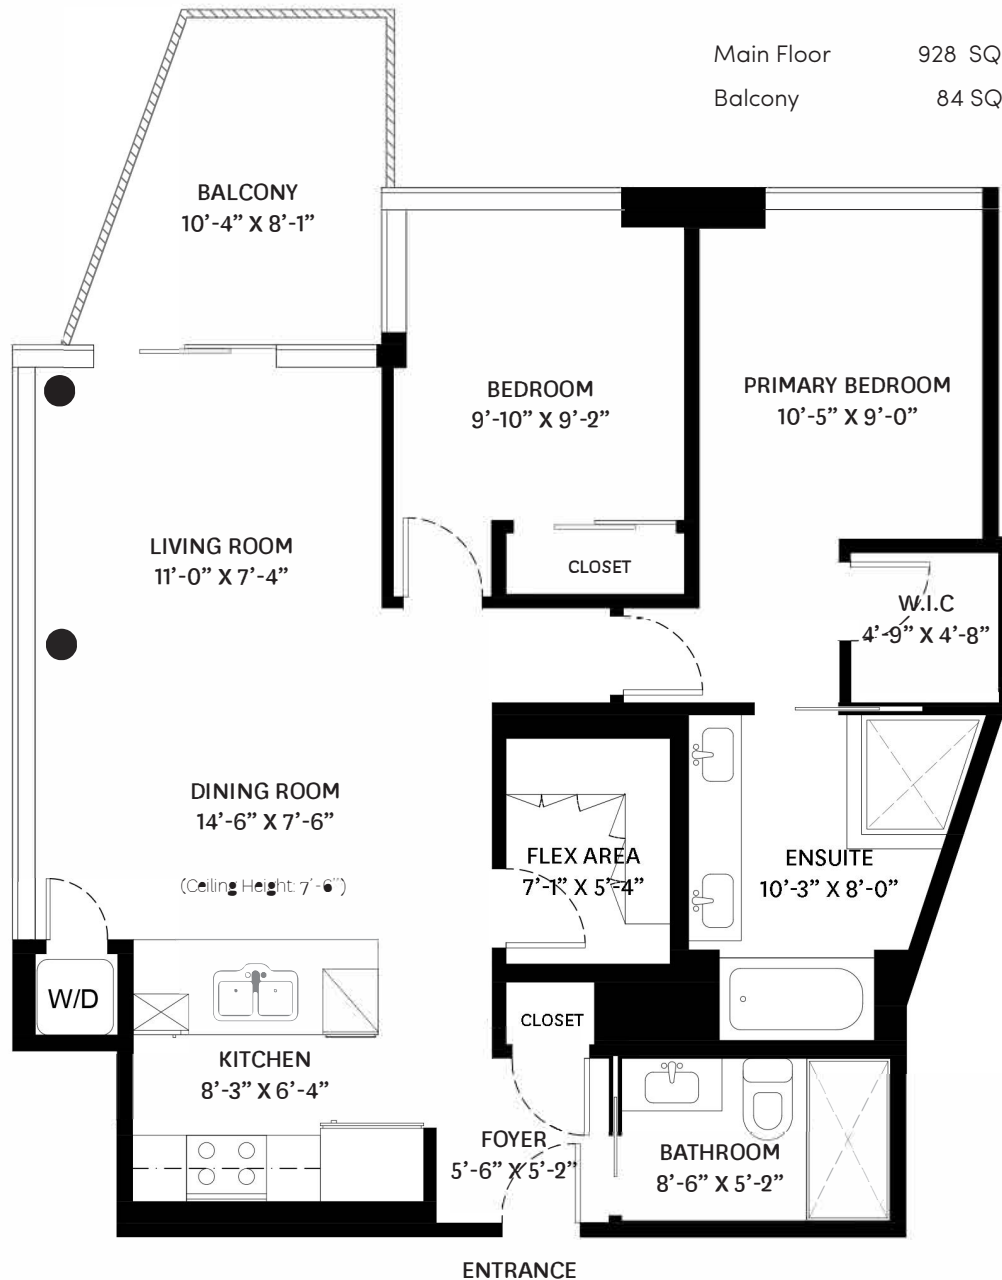 Main Floor 928 SQ
Balcony 84 SQ
BALCONY
10’-4” X 8’-1”
BEDROOM
9’-10” X 9’-2”
PRIMARY BEDROOM
10’-5” X 9’-0”
LIVING ROOM
11’-0” X 7’-4”
CLOSET
W.I.C
4’-9” X 4’-8”
DINING ROOM
14’-6” X 7’-6”
(Ceiling Height: 7’-6”)
FLEX AREA
7’-1” X 5’-4”
ENSUITE
10’-3” X 8’-0”
W/D
CLOSET
KITCHEN
8’-3” X 6’-4”
FOYER
5’-6” X 5’-2”
BATHROOM
8’-6” X 5’-2”
ENTRANCE